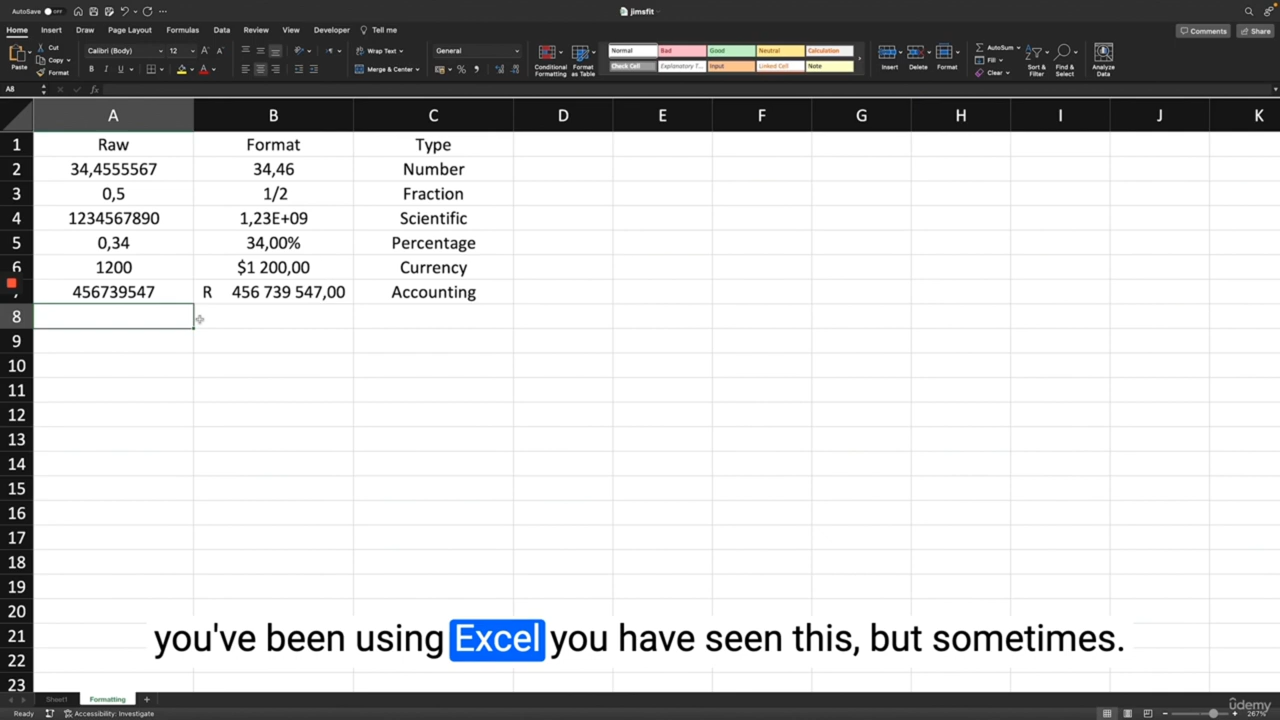 AutoSave OFF
jimsfit
Home Insert Draw Page Layout Formulas Data Review View Developer Tell me
Comments Share
Paste
Cut
Copy
Format
Calibri (Body) 12
B
Wrap Text
Merge & Center
General
Conditional Formatting
Format as Table
Normal Bad Good Neutral Calculation
Check Cell Explanatory T... Input Linked Cell Note
Insert Delete Format
AutoSum
Fill
Clear
Sort & Filter
Find & Select
Analyze Data
A8 fx
A B C D E F G H I J K
1 Raw Format Type
2 34,4555567 34,46 Number
3 0,5 1/2 Fraction
4 1234567890 1,23E+09 Scientific
5 0,34 34,00% Percentage
6 1200 $1 200,00 Currency
456739547 R 456 739 547,00 Accounting
8
9
10
11
12
13
14
15
16
17
18
19
20
21
22
23
you've been using Excel you have seen this, but sometimes.
Sheet1 Formatting +
Ready Accessibility: Investigate
267%
udemy